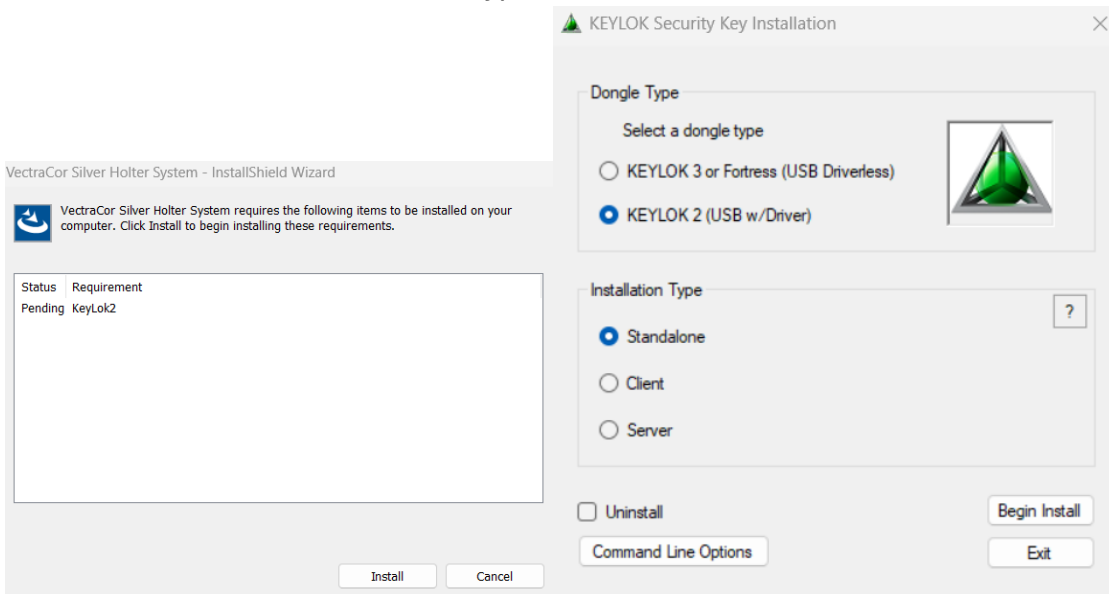 VectraCor Silver Holter System - InstallShield Wizard
VectraCor Silver Holter System requires the following items to be installed on your
computer. Click Install to begin installing these requirements.
Status Requirement
Pending KeyLok2
Install Cancel
KEYLOK Security Key Installation
Dongle Type
Select a dongle type
KEYLOK 3 or Fortress (USB Driverless)
KEYLOK 2 (USB w/Driver)
Installation Type
?
Standalone
Client
Server
Uninstall
Begin Install
Command Line Options
Exit